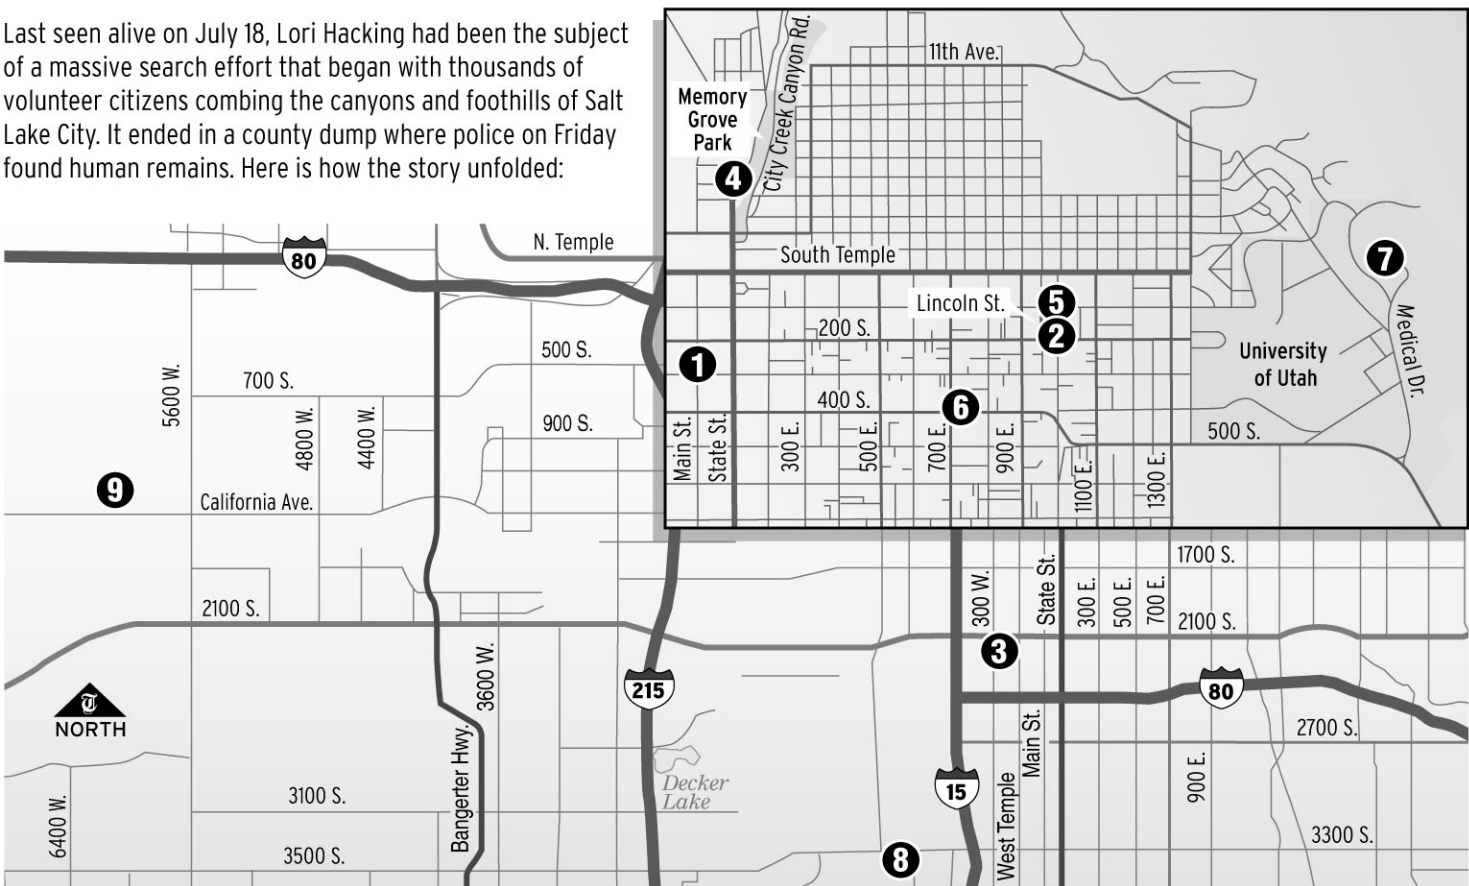 Last seen alive on July 18, Lori Hacking had been the subject
of a massive search effort that began with thousands of
volunteer citizens combing the canyons and foothills of Salt
Lake City. It ended in a county dump where police on Friday
found human remains. Here is how the story unfolded:
11th Ave.
City Creek Canyon Rd.
Memory
Grove
Park
4
South Temple
7
Lincoln St.
5
2
200 S.
1
University
of Utah
Medical Dr.
400 S.
6
500 S.
Main St.
State St.
300 E.
500 E.
700 E.
900 E.
1100 E.
1300 E.
N. Temple
80
500 S.
5600 W.
700 S.
4800 W.
4400 W.
900 S.
9
California Ave.
2100 S.
1700 S.
300 W.
State St.
300 E.
500 E.
700 E.
2100 S.
3
3600 W.
215
80
T
NORTH
2700 S.
Main St.
Bangerter Hwy.
Decker
Lake
15
900 E.
3100 S.
6400 W.
West Temple
3300 S.
3500 S.
8